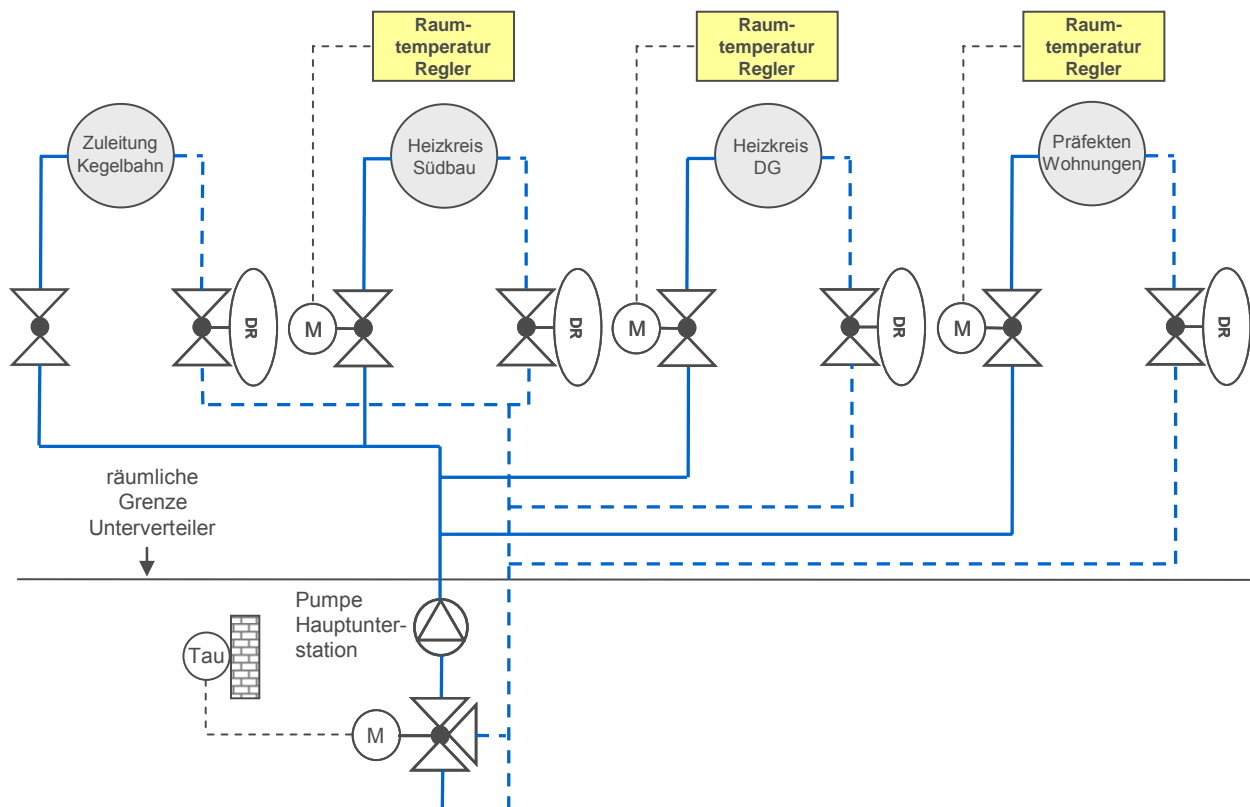 Raum-
temperatur
Regler
Raum-
temperatur
Regler
Raum-
temperatur
Regler
Zuleitung
Kegelbahn
Heizkreis
Südbau
Heizkreis
DG
Präfekten
Wohnungen
DR
M
DR
M
DR
M
DR
räumliche
Grenze
Unterverteiler
Pumpe
Hauptunter-
station
Tau
M